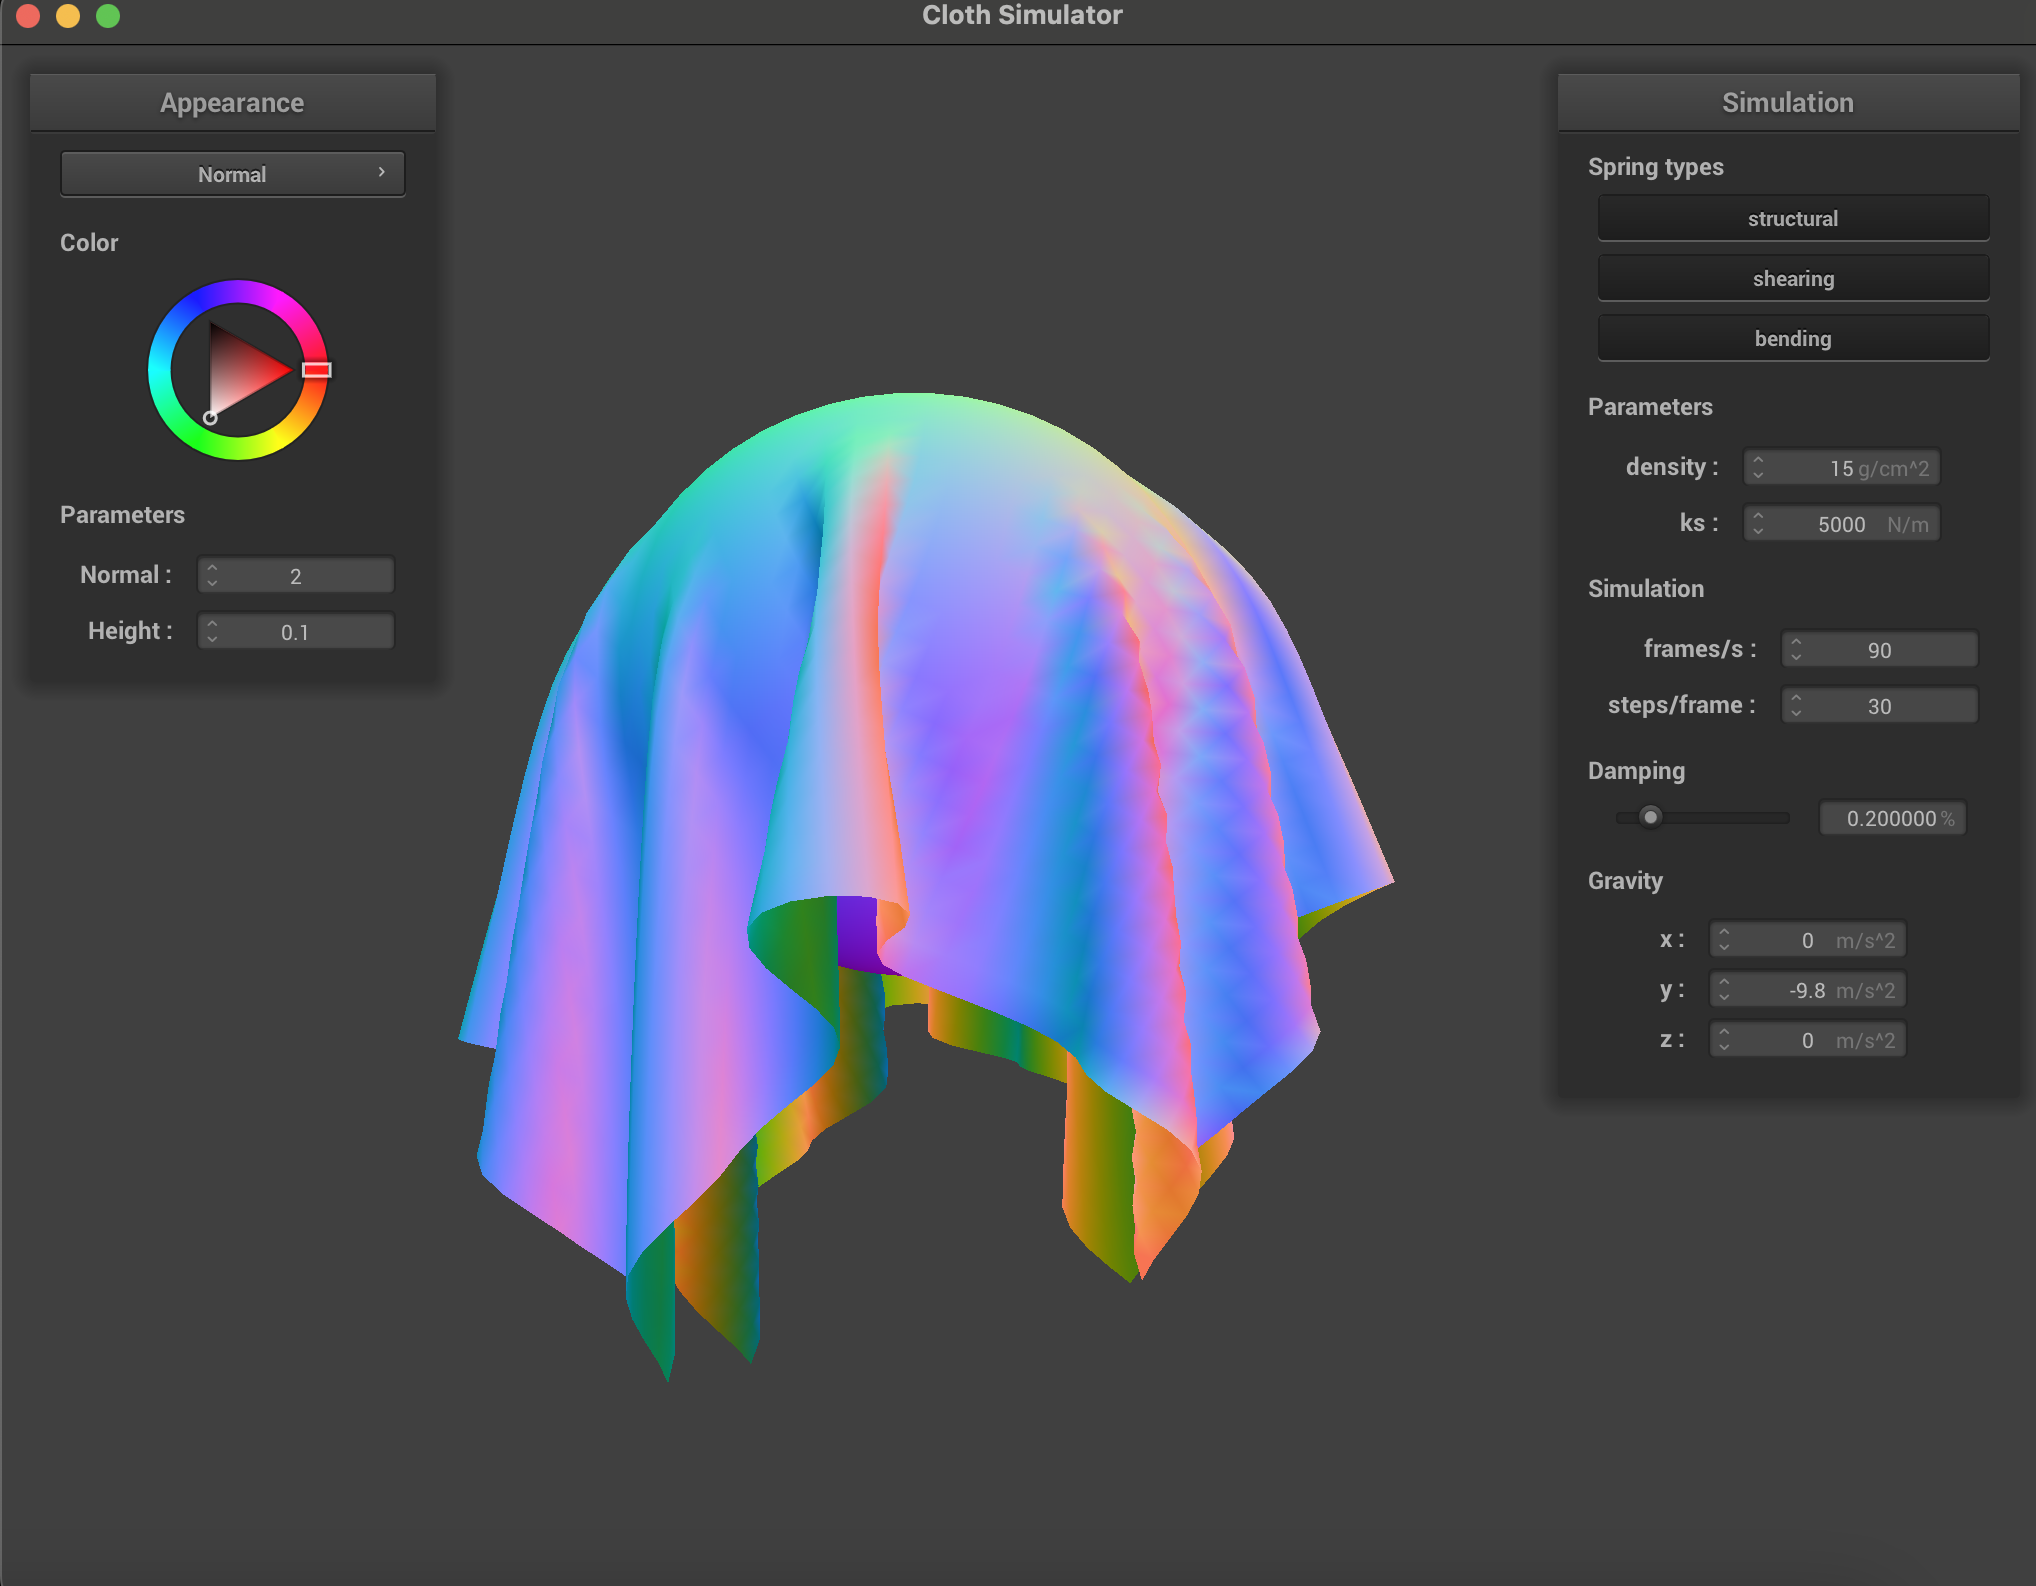 Cloth Simulator
Appearance
Normal
Color
Parameters
Normal : 2
Height : 0.1
Simulation
Spring types
structural
shearing
bending
Parameters
density : 15 g/cm^2
ks : 5000 N/m
Simulation
frames/s : 90
steps/frame : 30
Damping
0.200000 %
Gravity
x : 0 m/s^2
y : -9.8 m/s^2
z : 0 m/s^2